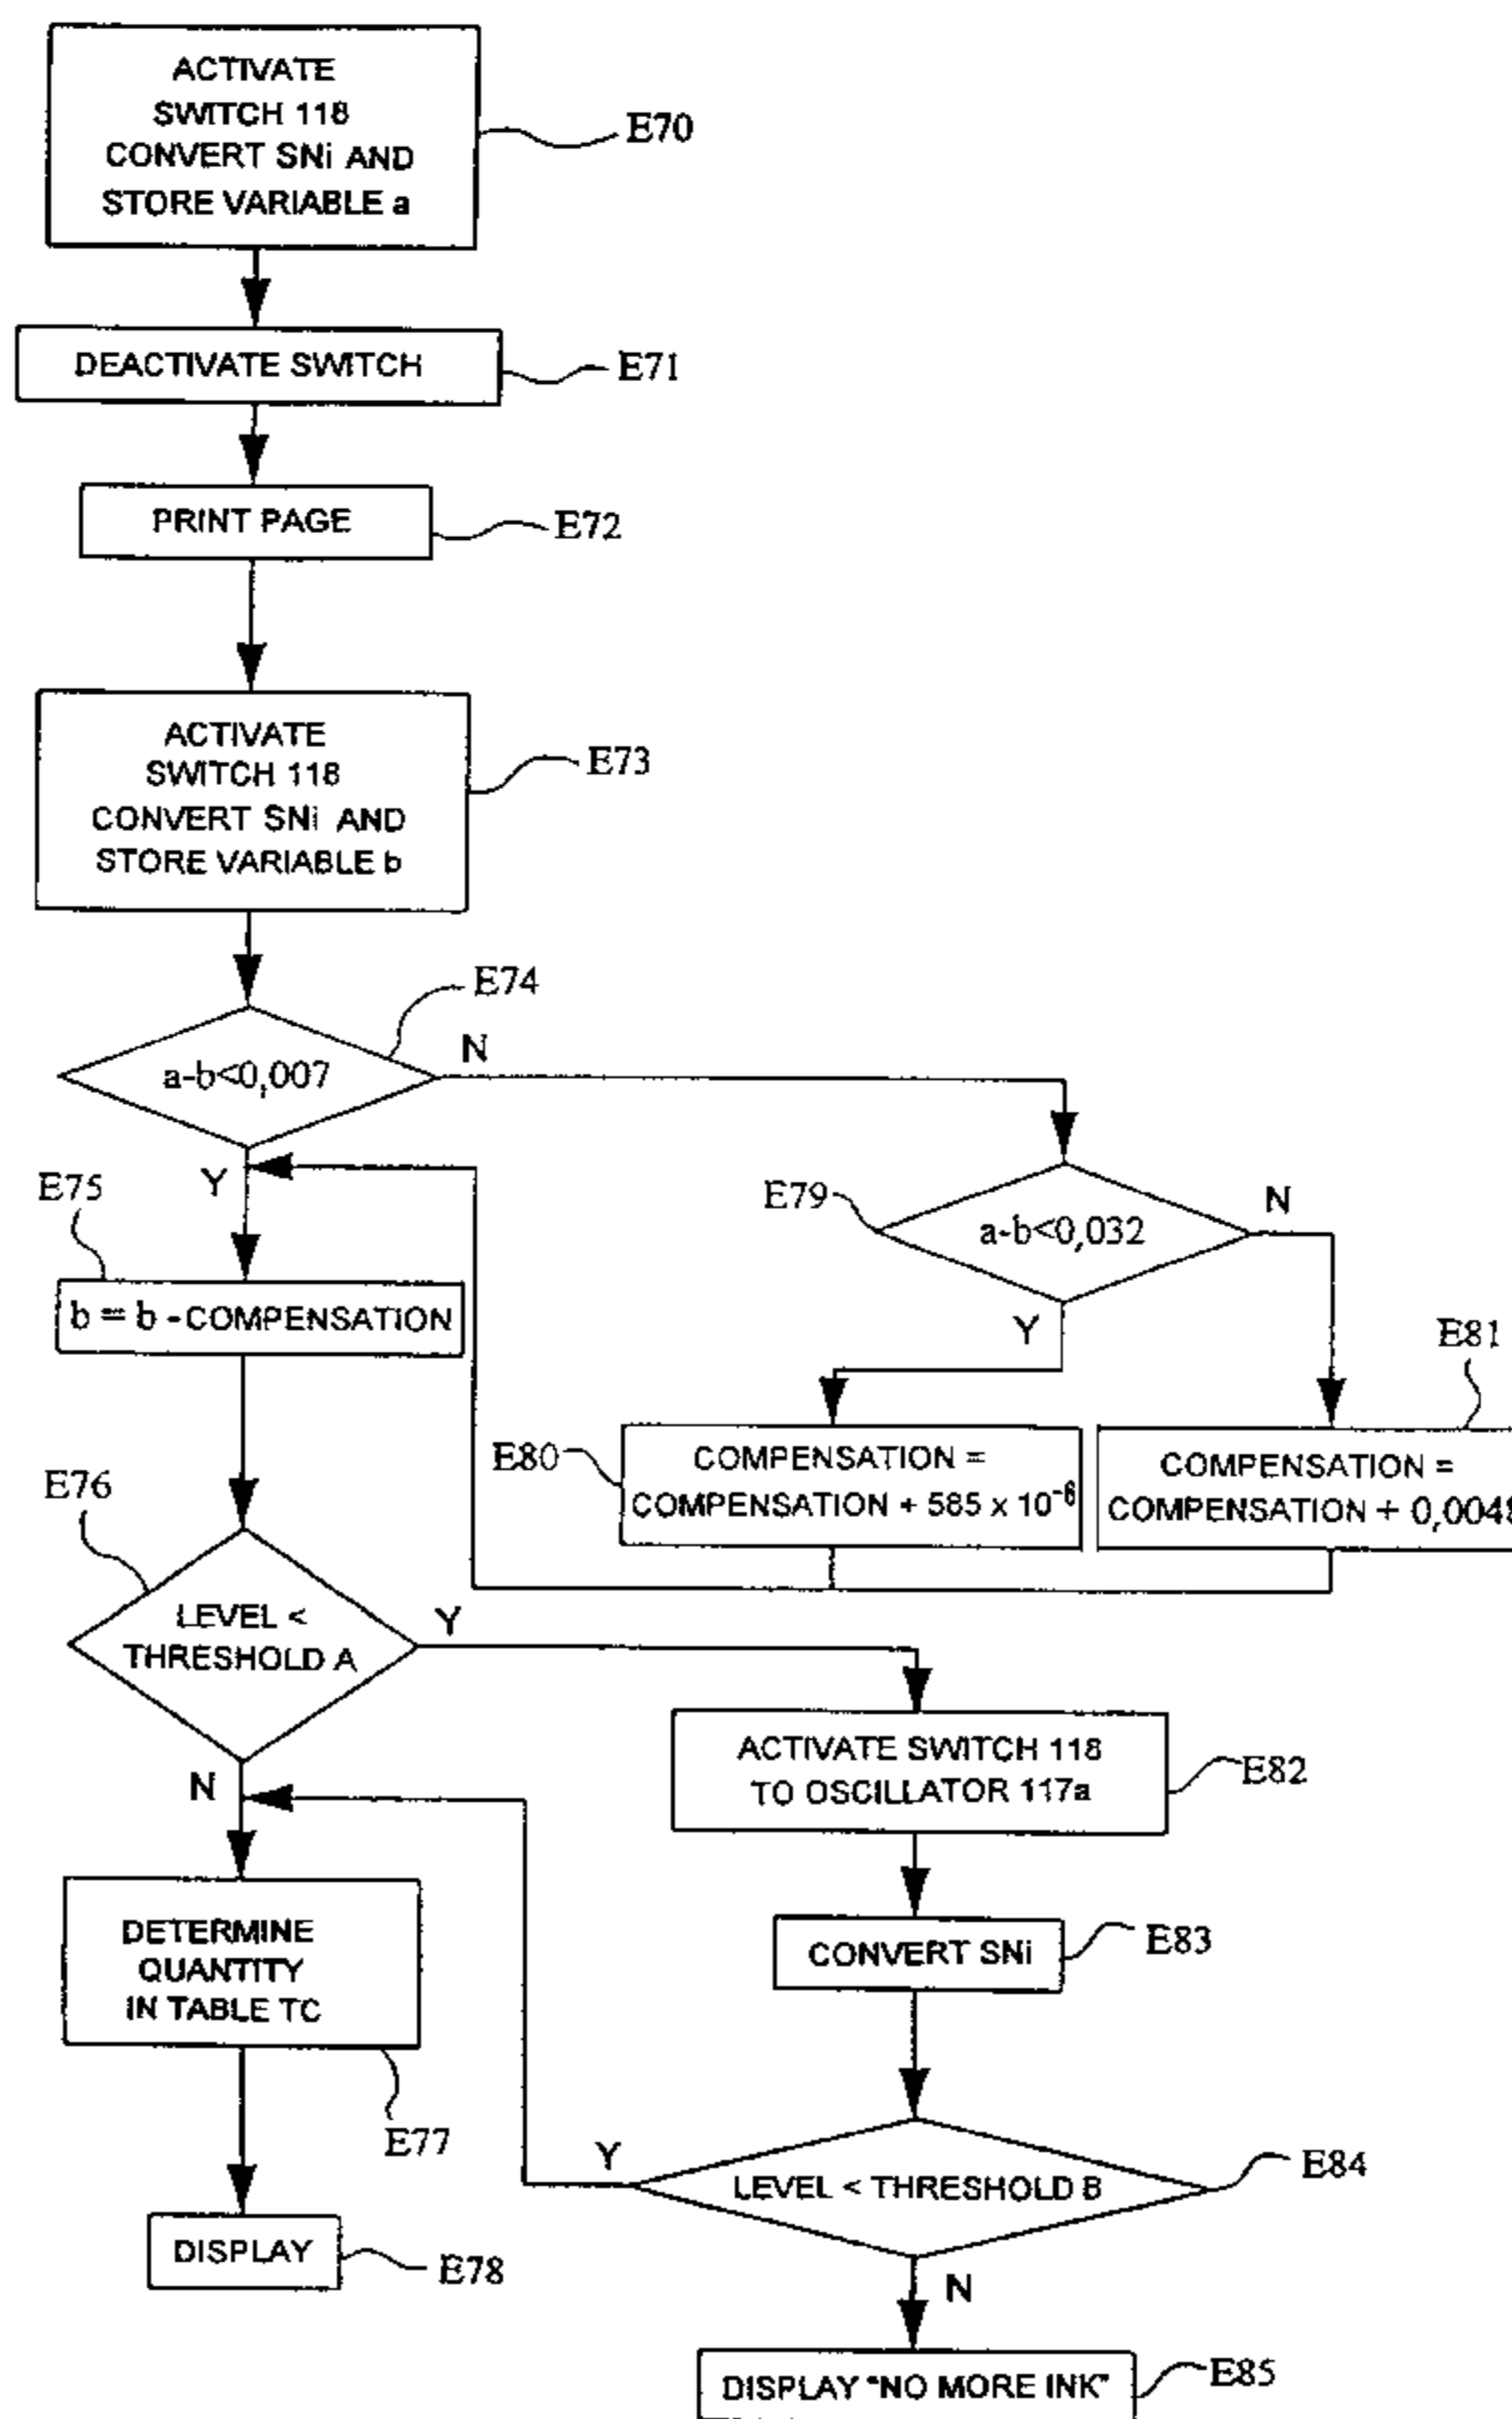 ACTIVATE
SWITCH 118
CONVERT SNi AND
STORE VARIABLE a
E70
DEACTIVATE SWITCH
E71
PRINT PAGE
E72
ACTIVATE
SWITCH 118
CONVERT SNi AND
STORE VARIABLE b
E73
E74
a-b<0,007
N
Y
E75
b = b - COMPENSATION
E79
a-b<0,032
N
Y
E81
E80
COMPENSATION =
COMPENSATION + 585 x 10⁻⁶
COMPENSATION =
COMPENSATION + 0,0048
E76
LEVEL <
THRESHOLD A
Y
N
ACTIVATE SWITCH 118
TO OSCILLATOR 117a
E82
DETERMINE
QUANTITY
IN TABLE TC
E77
CONVERT SNi
E83
Y
LEVEL < THRESHOLD B
E84
N
DISPLAY
E78
DISPLAY "NO MORE INK"
E85